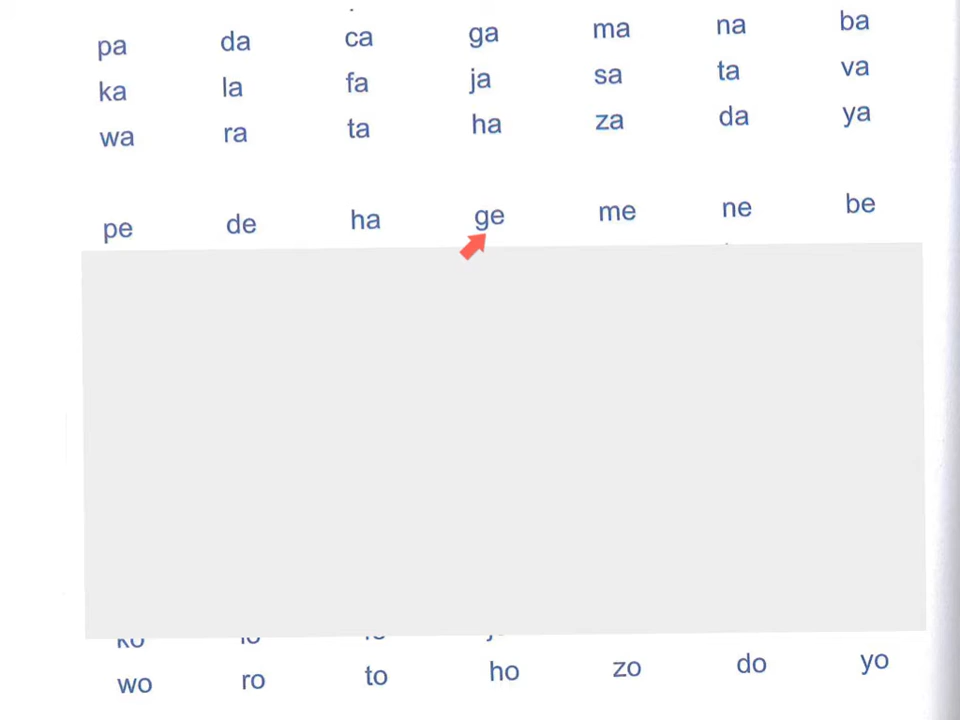 pa da ca ga ma na ba
ka la fa ja sa ta va
wa ra ta ha za da ya
pe de ha ge me ne be
wo ro to ho zo do yo